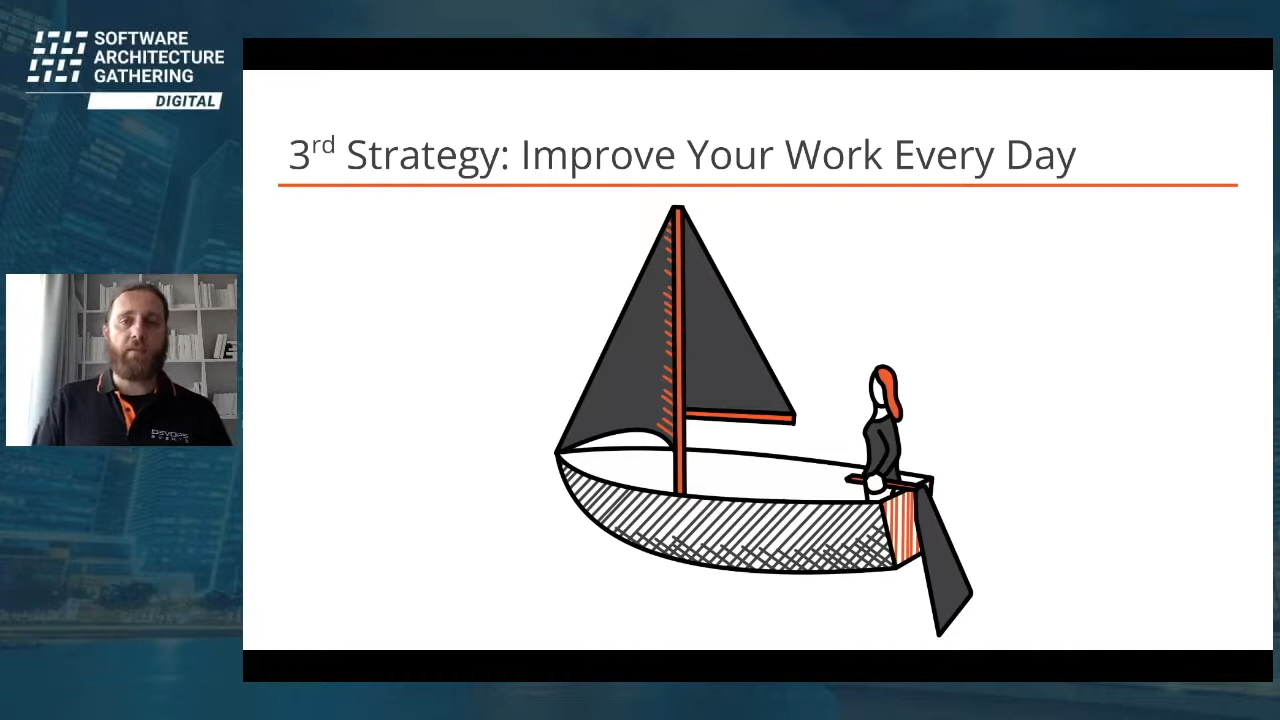 SOFTWARE
ARCHITECTURE
GATHERING
DIGITAL
3rd Strategy: Improve Your Work Every Day